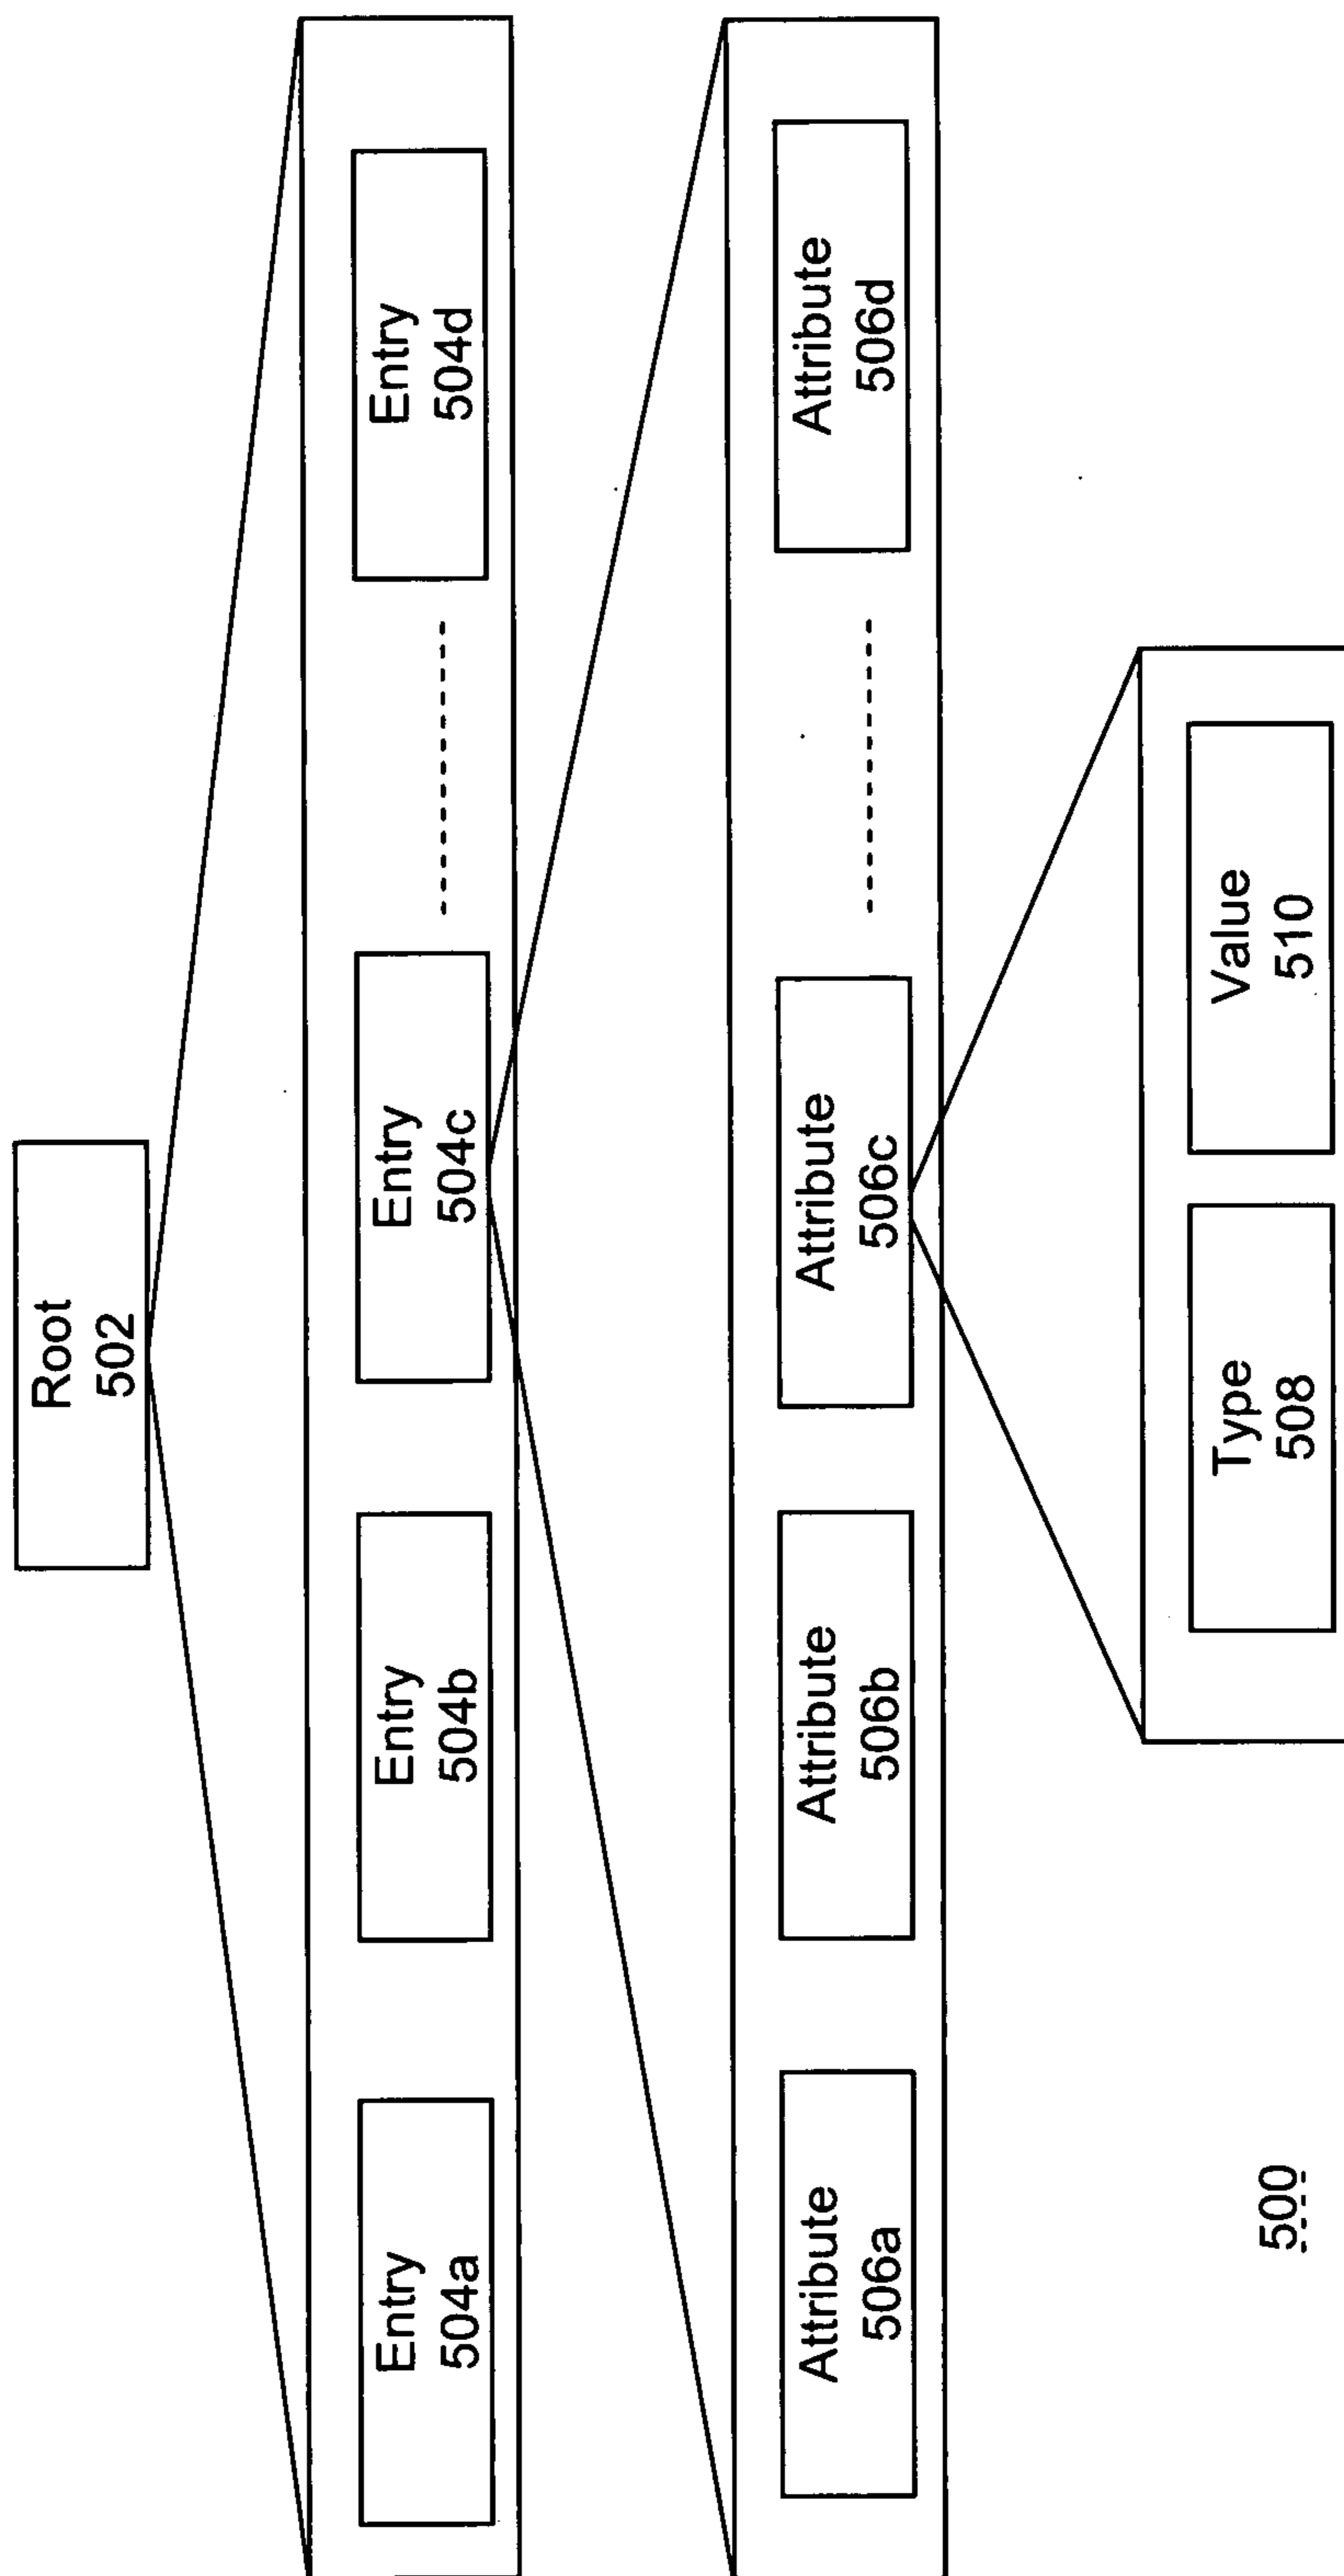 Root
502
Entry
504a
Entry
504b
Entry
504c
Entry
504d
Attribute
506a
Attribute
506b
Attribute
506c
Attribute
506d
Type
508
Value
510
500